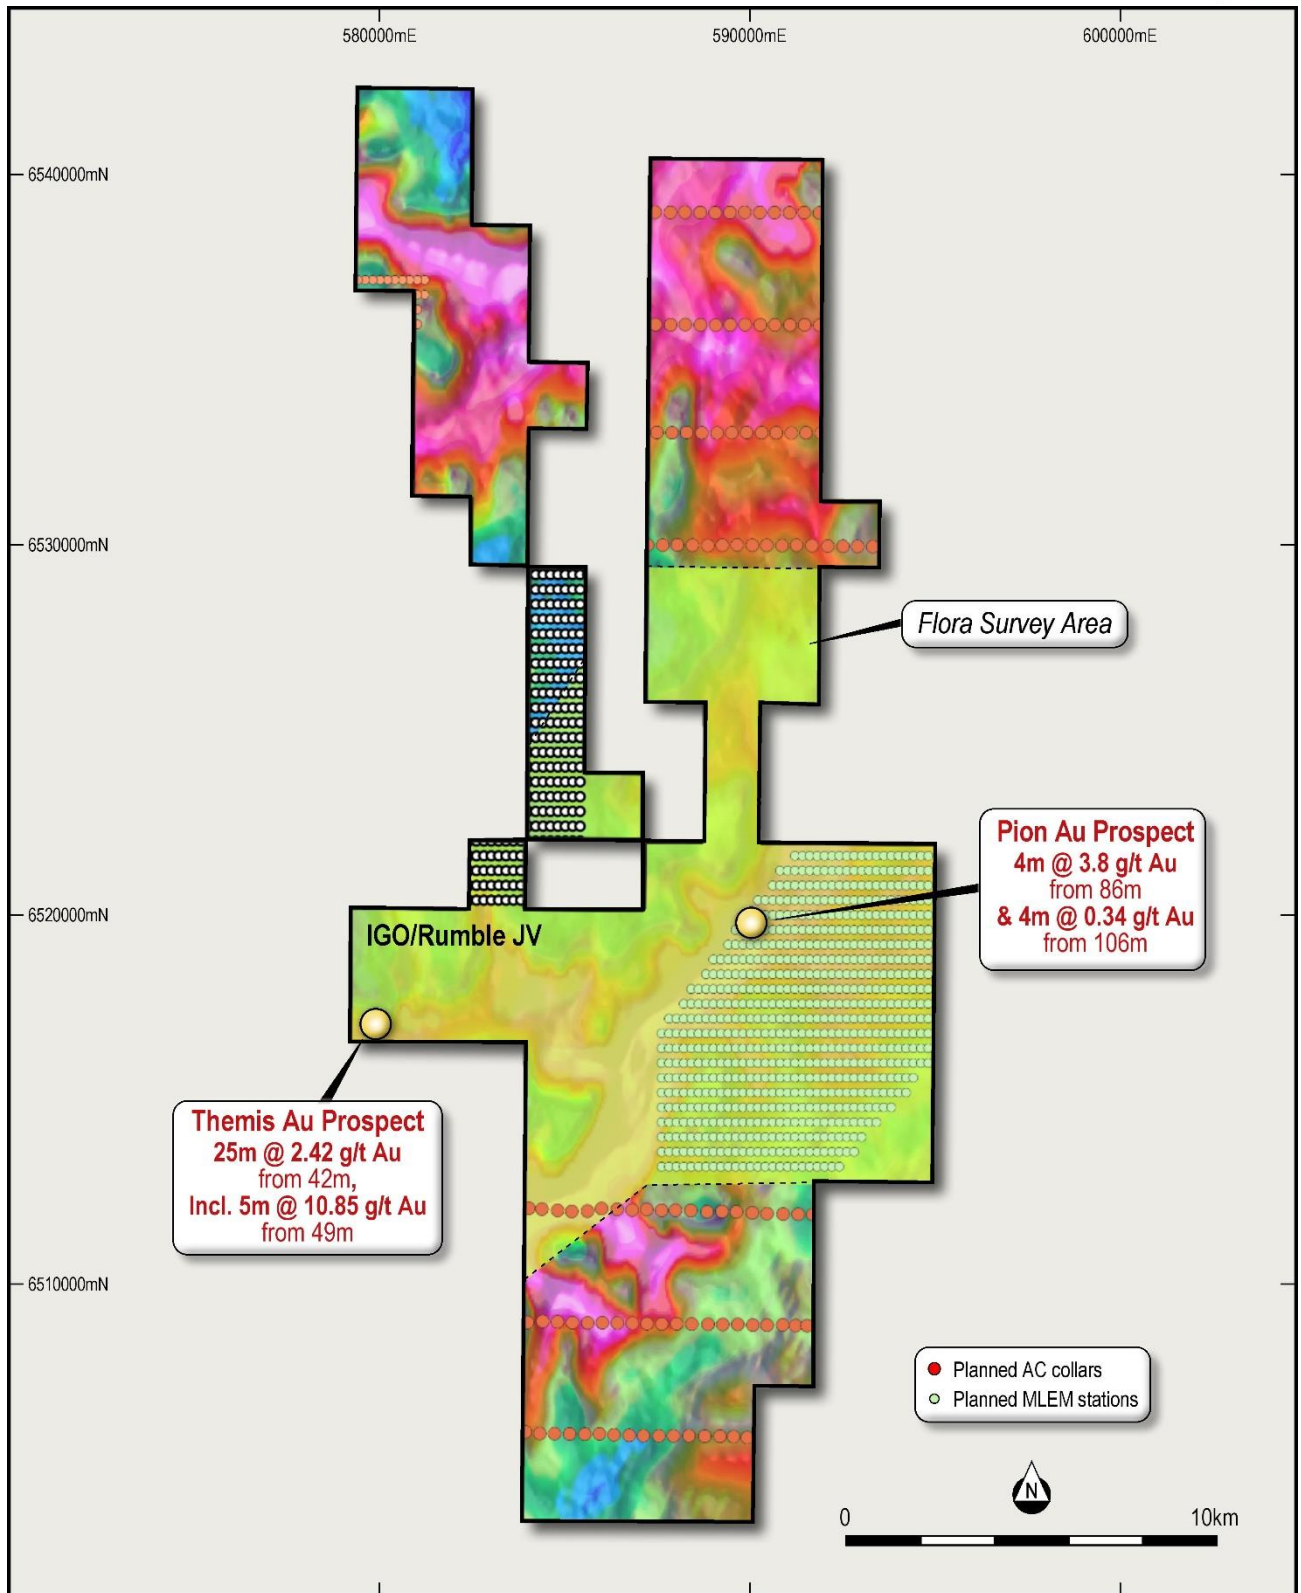 580000mE
590000mE
600000mE
6540000mN
6530000mN
Flora Survey Area
Pion Au Prospect
4m @ 3.8 g/t Au
from 86m
& 4m @ 0.34 g/t Au
from 106m
6520000mN
IGO/Rumble JV
Themis Au Prospect
25m @ 2.42 g/t Au
from 42m,
Incl. 5m @ 10.85 g/t Au
from 49m
6510000mN
Planned AC collars
Planned MLEM stations
N
0
10km